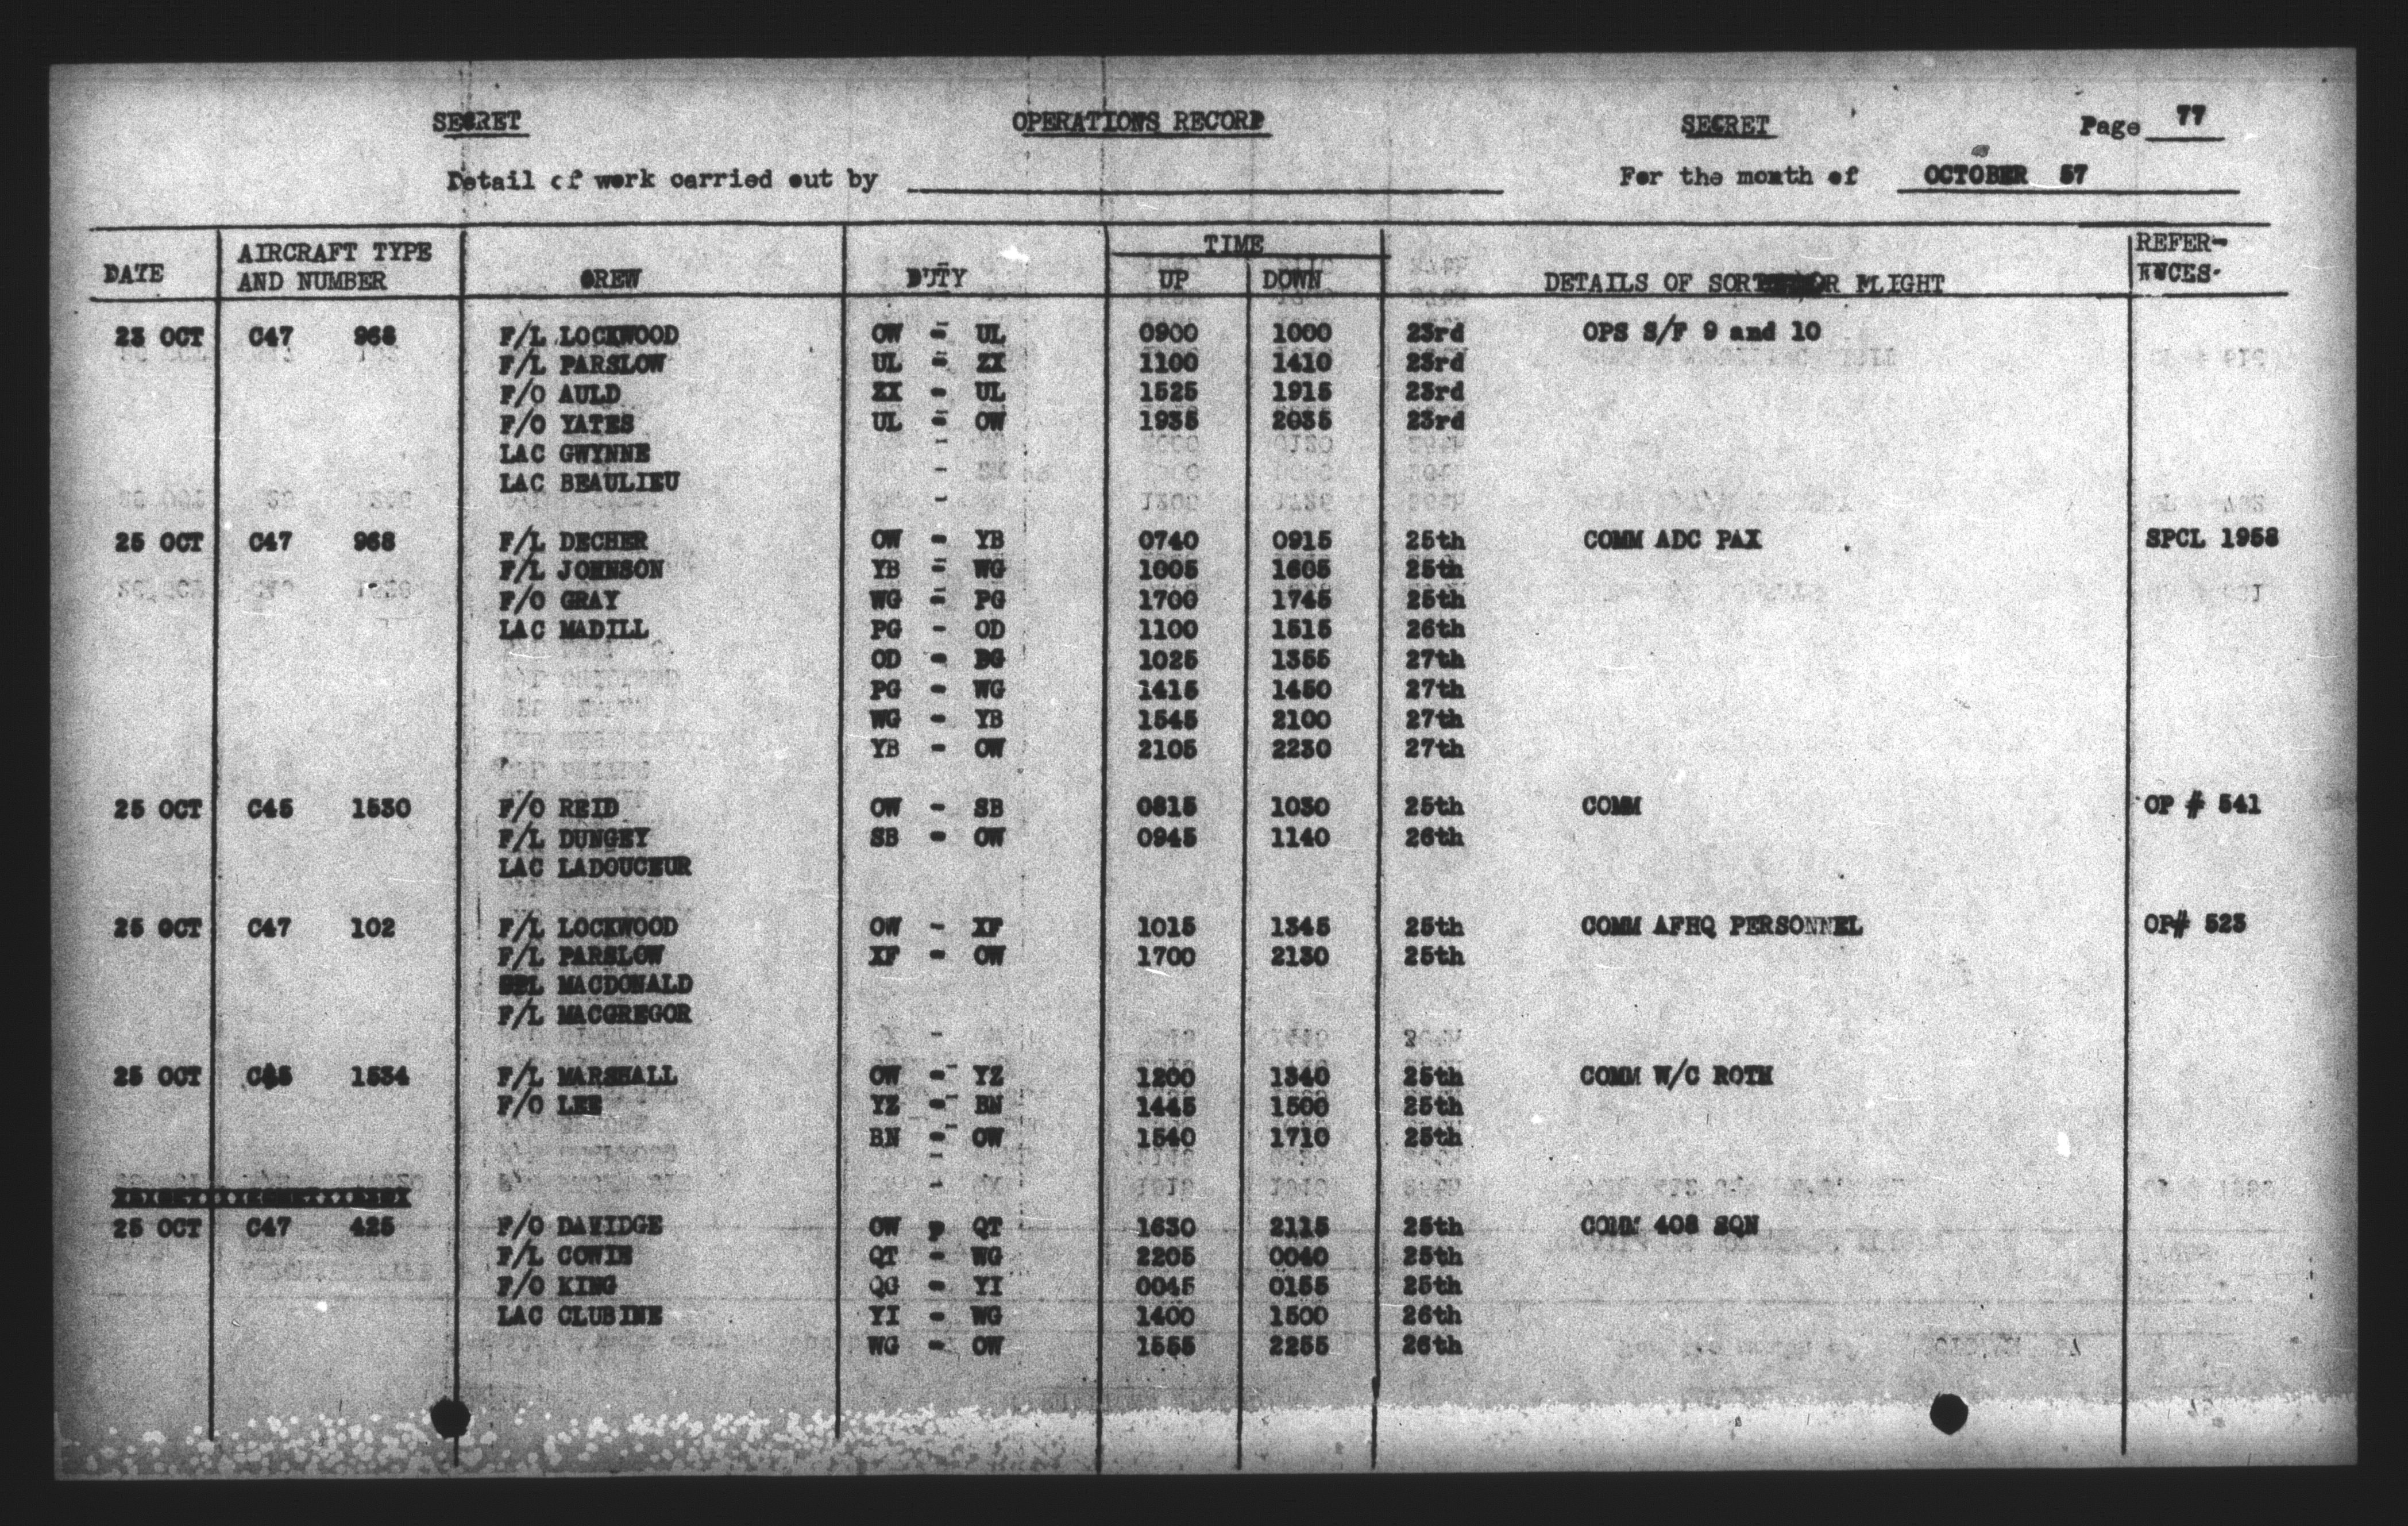 SECRET OPERATIONS RECORD SECRET Page 77
Detail of work carried out by For the month of OCTOBER 57
DATE AIRCRAFT TYPE AND NUMBER CREW DUTY TIME UP DOWN DETAILS OF SORTIE OR FLIGHT REFER-ENCES
23 OCT C47 968 F/L LOCKWOOD OW - UL 0900 1000 23rd OPS S/F 9 and 10
F/L PARSLOW UL - ZX 1100 1410 23rd
F/O AULD ZX - UL 1525 1915 23rd
F/O YATES UL - OW 1935 2035 23rd
LAC GWYNNE
LAC BEAULIEU
25 OCT C47 968 F/L DECHER OW - YB 0740 0915 25th COMM ADC PAX SPCL 1958
F/L JOHNSON YB - WG 1005 1605 25th
F/O GRAY WG - PG 1700 1745 25th
LAC MADILL PG - OD 1100 1515 26th
OD - PG 1025 1355 27th
PG - WG 1415 1450 27th
WG - YB 1545 2100 27th
YB - OW 2105 2230 27th
25 OCT C45 1530 F/O REID OW - SB 0815 1030 25th COMM OP # 541
F/L DUNGEY SB - OW 0945 1140 26th
LAC LADOUCEUR
25 OCT C47 102 F/L LOCKWOOD OW - XF 1015 1345 25th COMM AFHQ PERSONNEL OP# 523
F/L PARSLOW XF - OW 1700 2130 25th
MACDONALD
F/L MACGREGOR
25 OCT C45 1534 F/L MARSHALL OW - YZ 1200 1340 25th COMM W/C ROTH
F/O LEE YZ - BN 1445 1500 25th
BN - OW 1540 1710 25th
25 OCT C47 425 F/O DAVIDGE OW p QT 1630 2115 25th COMM 408 SQN
F/L COWIE QT - WG 2205 0040 25th
F/O KING QG - YI 0045 0155 25th
LAC CLUBINE YI - WG 1400 1500 26th
WG - OW 1555 2255 26th